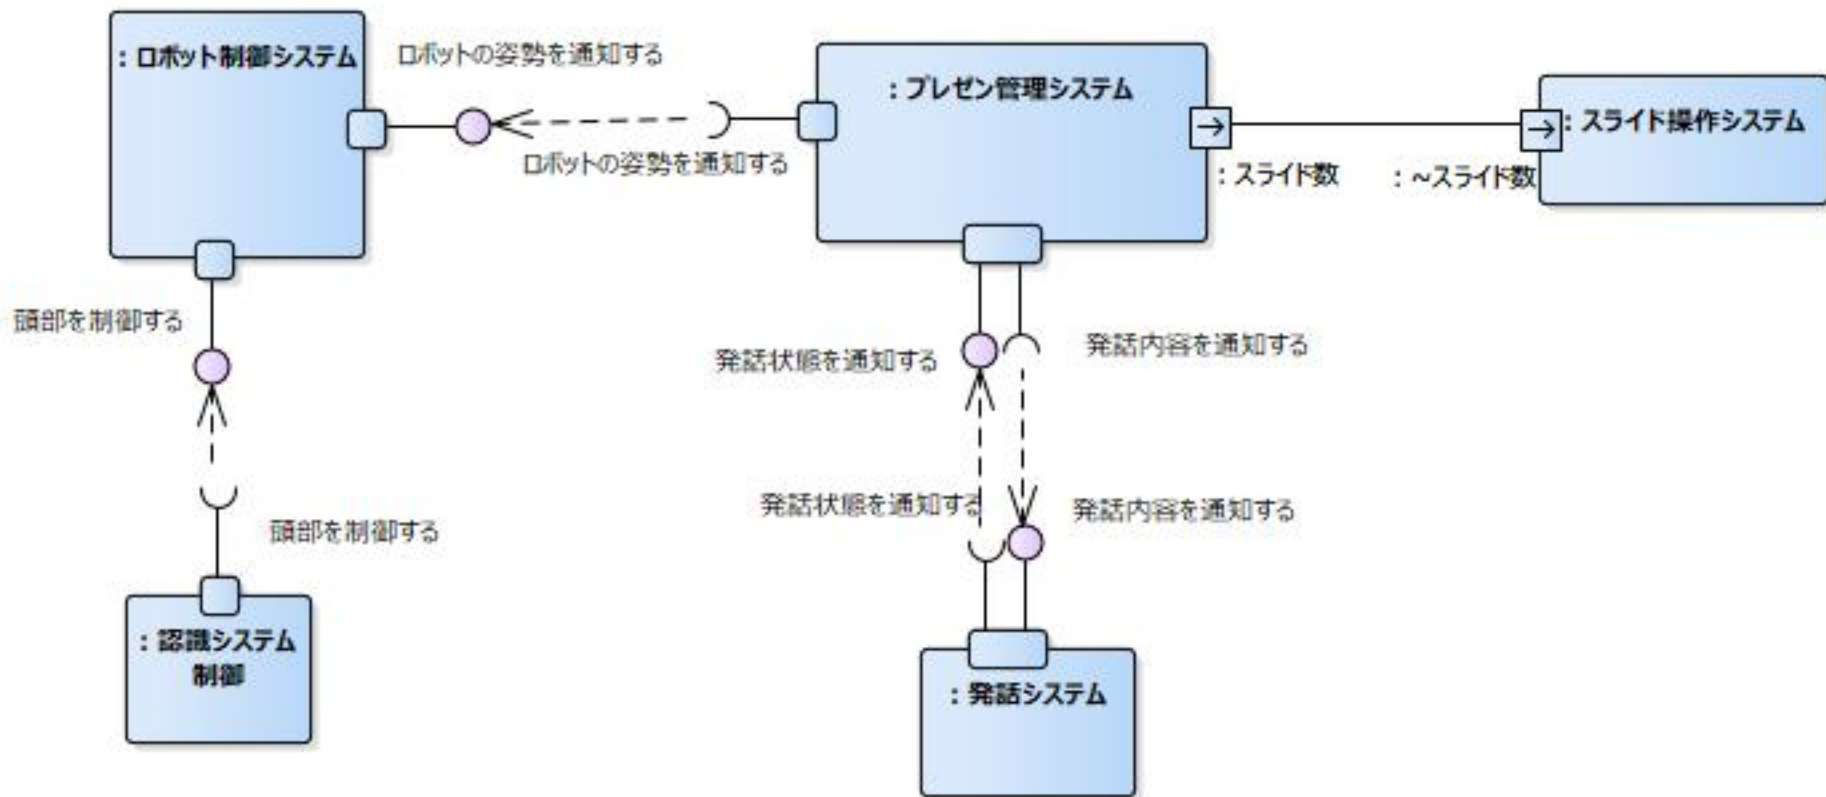 : ロボット制御システム
ロボットの姿勢を通知する
: プレゼン管理システム
: スライド操作システム
ロボットの姿勢を通知する
: スライド数
: ~スライド数
頭部を制御する
発話状態を通知する
発話内容を通知する
発話状態を通知する
発話内容を通知する
頭部を制御する
: 認識システム
制御
: 発話システム